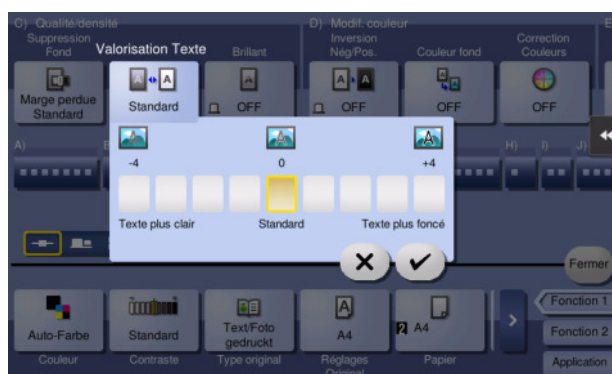 C) Qualité/densité
D) Modif. couleur
E
Suppression
Fond
Valorisation Texte
Brillant
Inversion
Nég/Pos.
Couleur fond
Correction
Couleurs
Marge perdue
Standard
A A
Standard
A
OFF
A A
OFF
OFF
OFF
A)
B
-4
0
+4
H)
I)
J)
Texte plus clair
Standard
Texte plus foncé
Fermer
Auto-Farbe
Standard
Text/Foto
gedruckt
A
A4
2 A4
Fonction 1
Fonction 2
Application
Couleur
Contraste
Type original
Réglages
Original
Papier